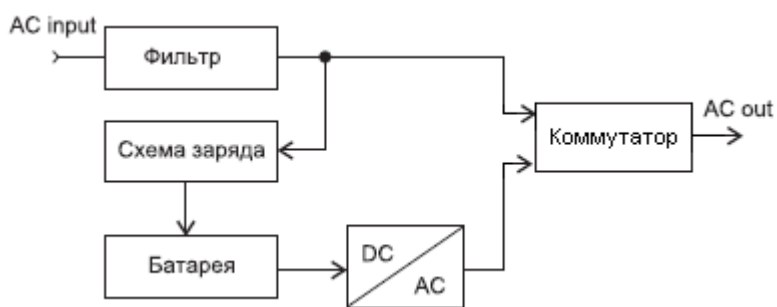 AC input
Фильтр
Схема заряда
Батарея
DC
AC
Коммутатор
AC out